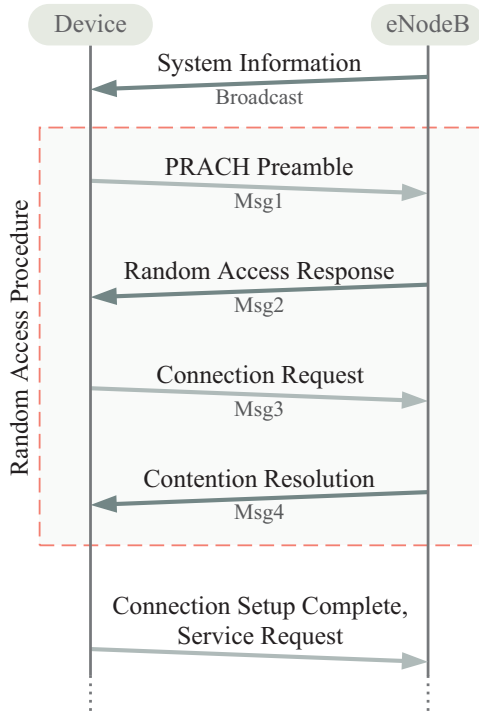 Device
eNodeB
System Information
Broadcast
Random Access Procedure
PRACH Preamble
Msg1
Random Access Response
Msg2
Connection Request
Msg3
Contention Resolution
Msg4
Connection Setup Complete,
Service Request